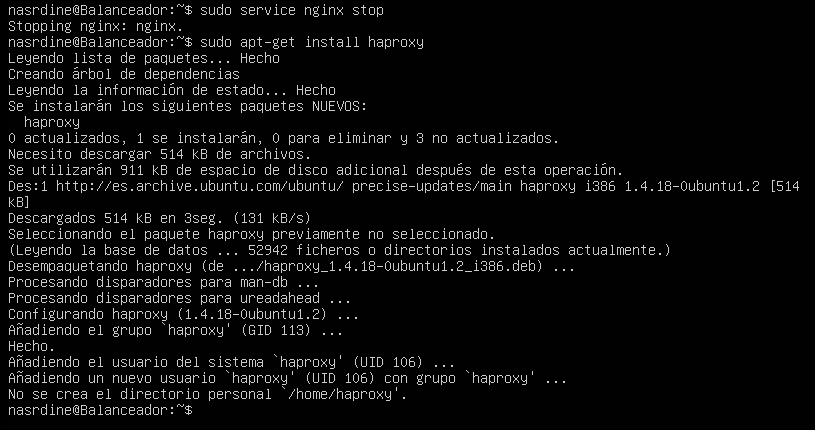 nasrdine@Balanceador:~$ sudo service nginx stop
Stopping nginx: nginx.
nasrdine@Balanceador:~$ sudo apt-get install haproxy
Leyendo lista de paquetes... Hecho
Creando árbol de dependencias
Leyendo la información de estado... Hecho
Se instalarán los siguientes paquetes NUEVOS:
  haproxy
0 actualizados, 1 se instalarán, 0 para eliminar y 3 no actualizados.
Necesito descargar 514 kB de archivos.
Se utilizarán 911 kB de espacio de disco adicional después de esta operación.
Des:1 http://es.archive.ubuntu.com/ubuntu/ precise-updates/main haproxy i386 1.4.18-0ubuntu1.2 [514
kB]
Descargados 514 kB en 3seg. (131 kB/s)
Seleccionando el paquete haproxy previamente no seleccionado.
(Leyendo la base de datos ... 52942 ficheros o directorios instalados actualmente.)
Desempaquetando haproxy (de .../haproxy_1.4.18-0ubuntu1.2_i386.deb) ...
Procesando disparadores para man-db ...
Procesando disparadores para ureadahead ...
Configurando haproxy (1.4.18-0ubuntu1.2) ...
Añadiendo el grupo `haproxy' (GID 113) ...
Hecho.
Añadiendo el usuario del sistema `haproxy' (UID 106) ...
Añadiendo un nuevo usuario `haproxy' (UID 106) con grupo `haproxy' ...
No se crea el directorio personal `/home/haproxy'.
nasrdine@Balanceador:~$